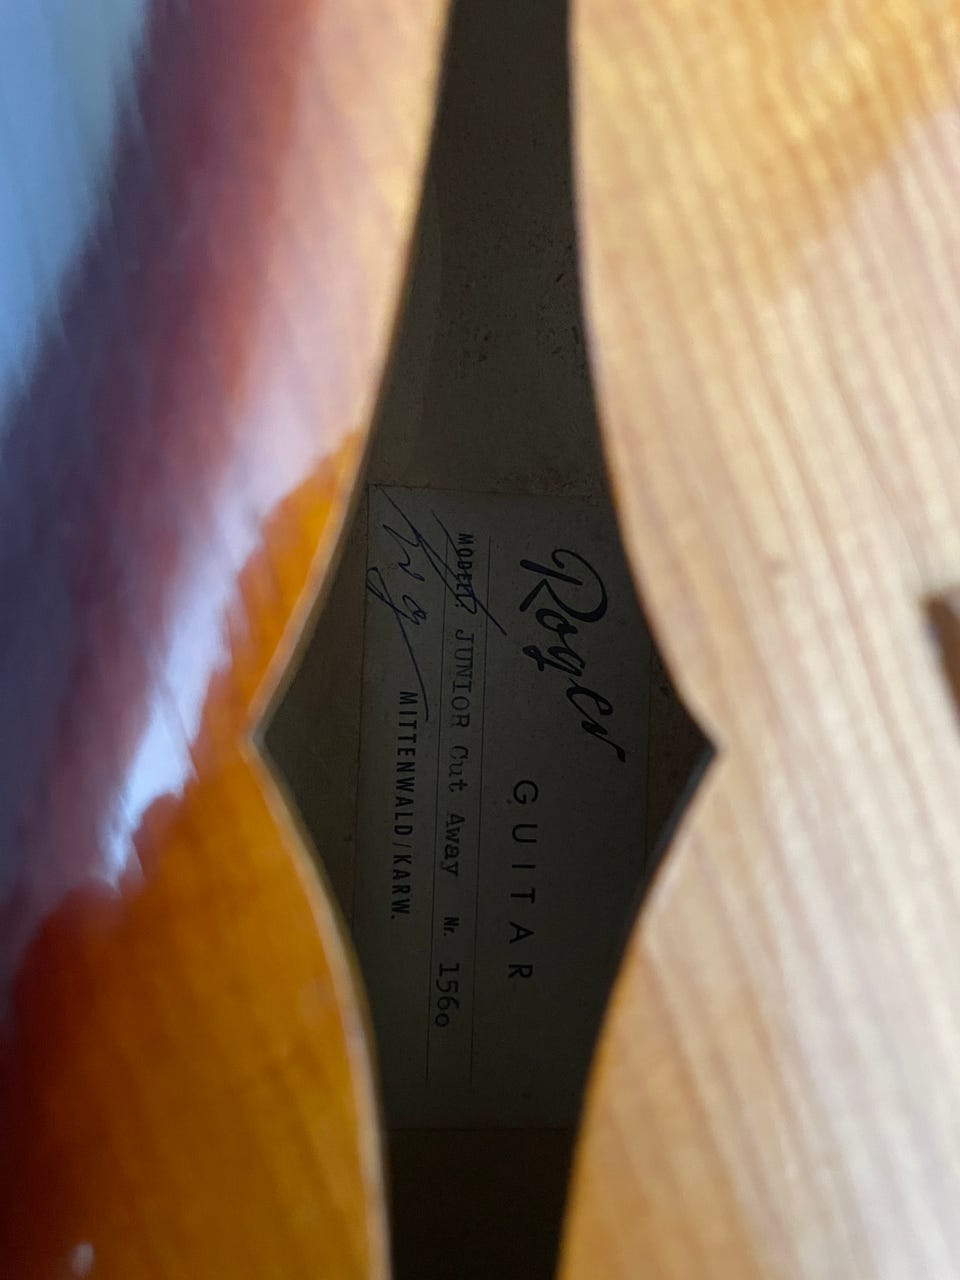 Roger
GUITAR
MODELL JUNIOR Cut Away Nr. 1560
MITTENWALD/KARW.